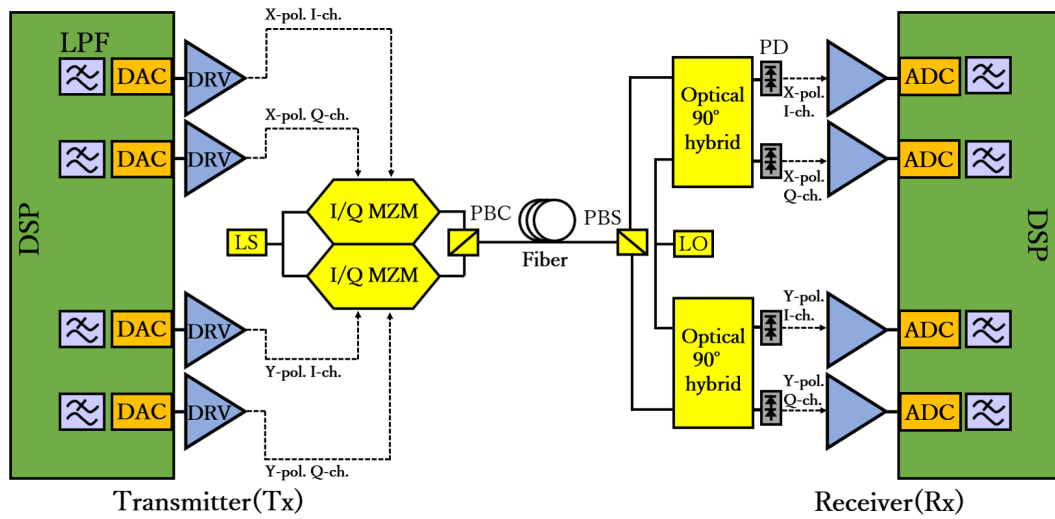 X-pol. I-ch.
LPF
DAC
DRV
X-pol. Q-ch.
DAC
DRV
DSP
I/Q MZM
LS
I/Q MZM
PBC
Fiber
PBS
DAC
DRV
Y-pol. I-ch.
DAC
DRV
Y-pol. Q-ch.
Transmitter(Tx)
PD
Optical
90°
hybrid
X-pol.
I-ch.
ADC
X-pol.
Q-ch.
ADC
LO
DSP
Optical
90°
hybrid
Y-pol.
I-ch.
ADC
Y-pol.
Q-ch.
ADC
Receiver(Rx)